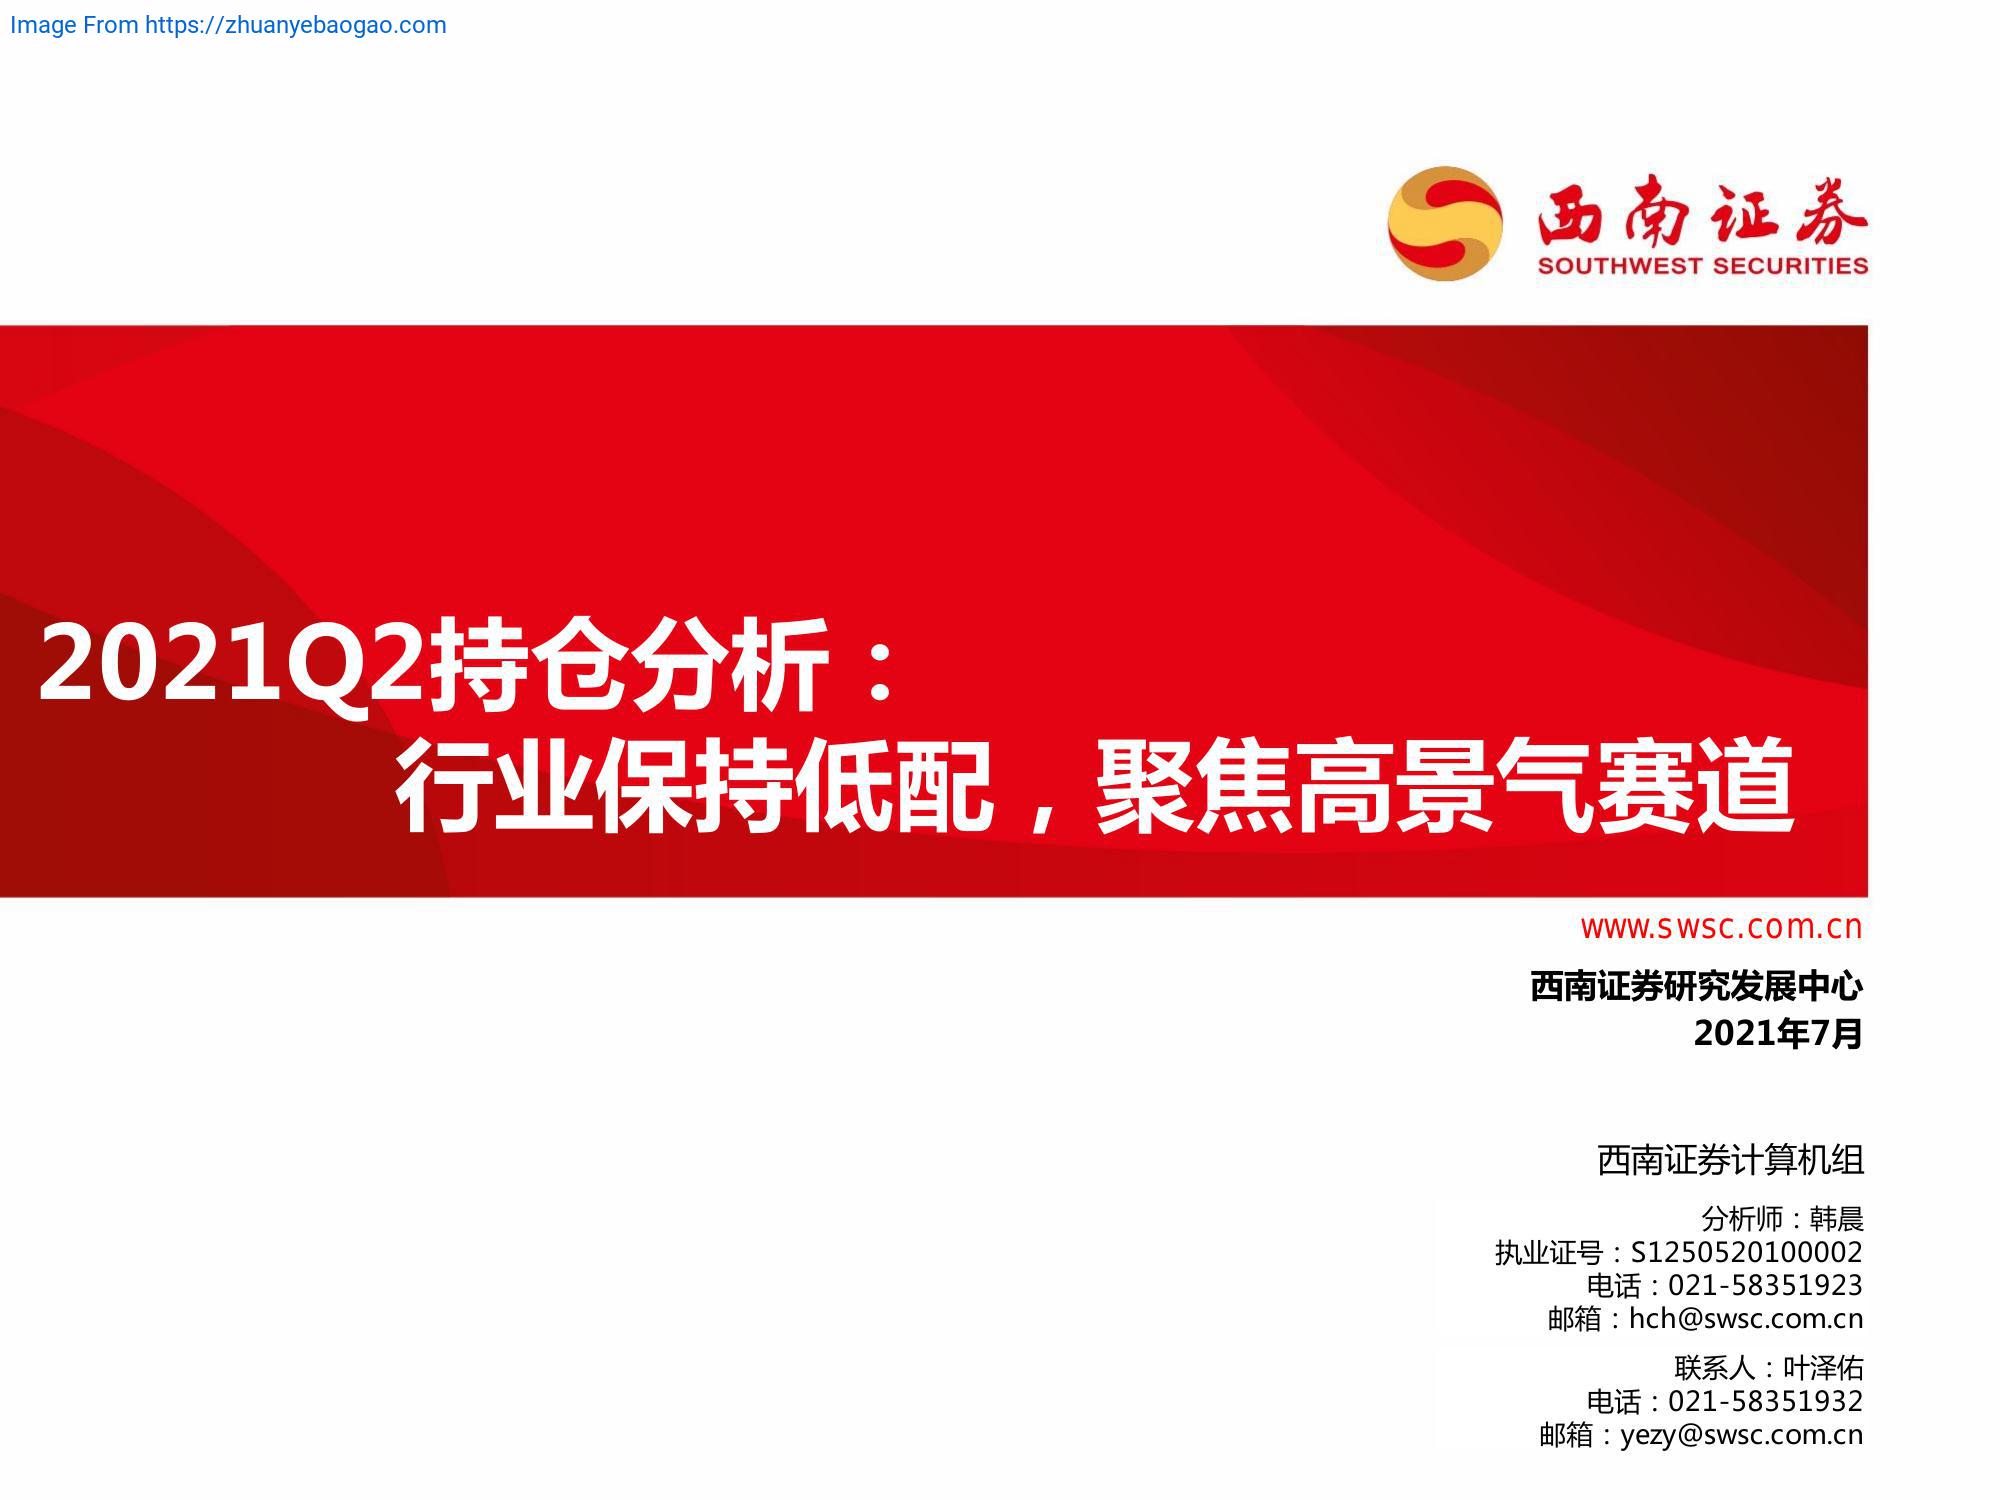 Image From https://zhuanyebaogao.com
西南证券
SOUTHWEST SECURITIES
2021Q2持仓分析：
行业保持低配，聚焦高景气赛道
www.swsc.com.cn
西南证券研究发展中心
2021年7月
西南证券计算机组
分析师：韩晨
执业证号：S1250520100002
电话：021-58351923
邮箱：hch@swsc.com.cn
联系人：叶泽佑
电话：021-58351932
邮箱：yezy@swsc.com.cn